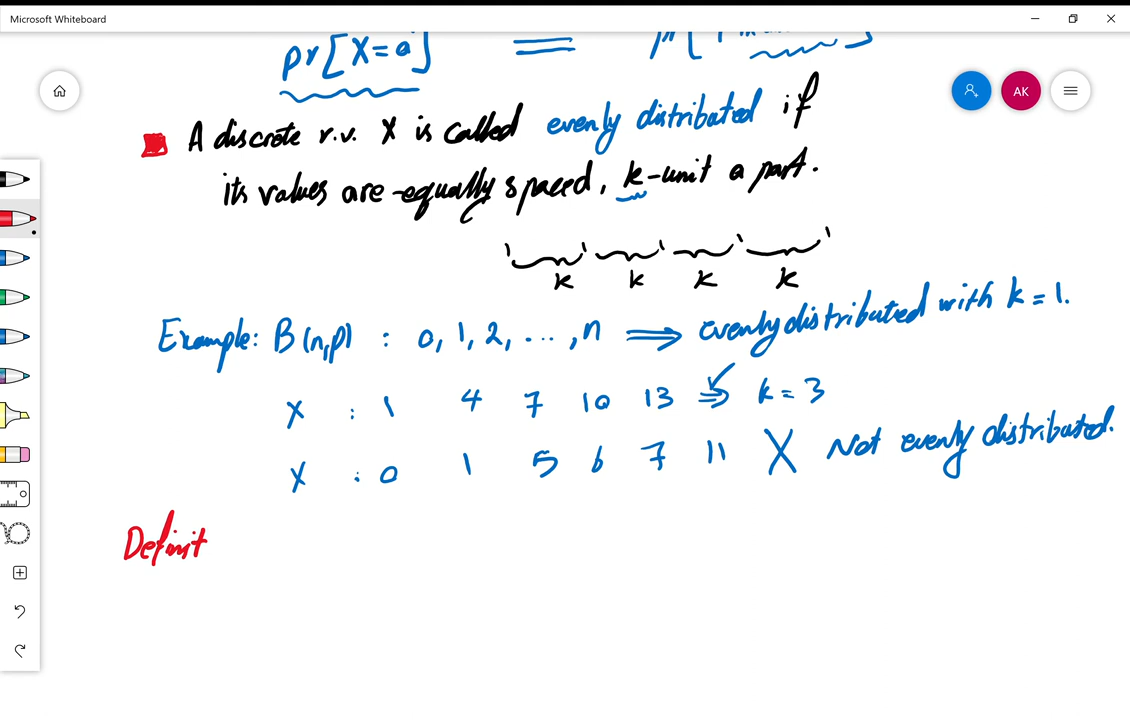 Microsoft Whiteboard
pr[X=a] =
AK
A discrete r.v. X is called evenly distributed if
its values are equally spaced, k-unit a part.
k k k k
Example: B(n,p) : 0, 1, 2, ..., n ⟹ evenly distributed with k = 1.
X : 1 4 7 10 13 ⇒ ✓ k = 3
X : 0 1 5 6 7 11 X Not evenly distributed.
Definit